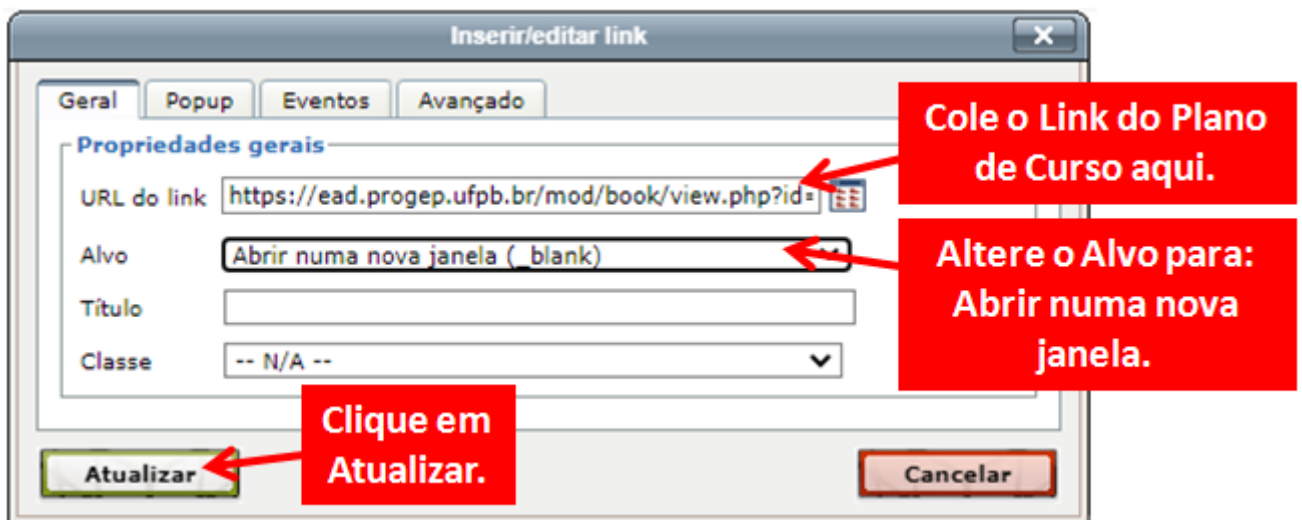 Inserir/editar link
Geral Popup Eventos Avançado
Propriedades gerais
URL do link https://ead.progep.ufpb.br/mod/book/view.php?id=
Cole o Link do Plano
de Curso aqui.
Alvo Abrir numa nova janela (_blank)
Altere o Alvo para:
Abrir numa nova
janela.
Título
Classe -- N/A --
Clique em
Atualizar.
Atualizar
Cancelar